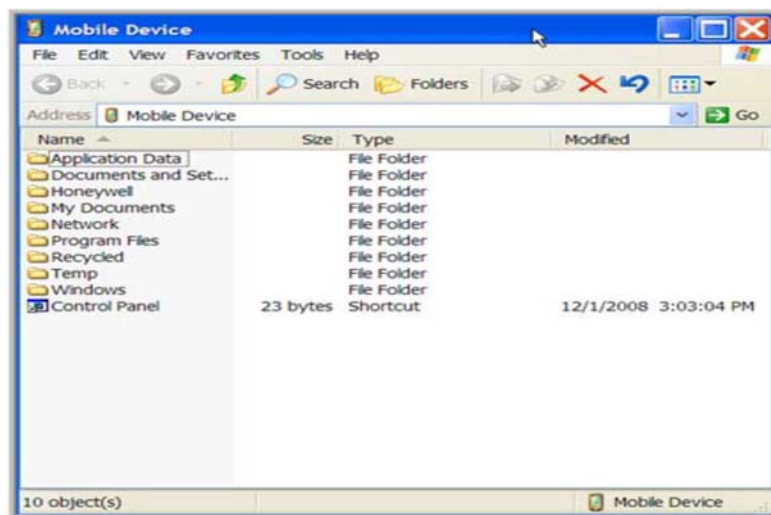 Mobile Device
File Edit View Favorites Tools Help
Back Search Folders
Address Mobile Device Go
Name Size Type Modified
Application Data File Folder
Documents and Set... File Folder
Honeywell File Folder
My Documents File Folder
Network File Folder
Program Files File Folder
Recycled File Folder
Temp File Folder
Windows File Folder
Control Panel 23 bytes Shortcut 12/1/2008 3:03:04 PM
10 object(s) Mobile Device